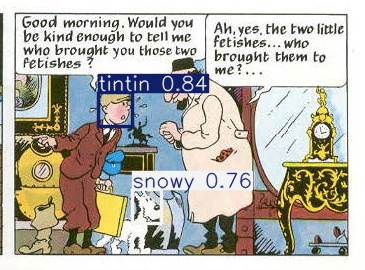 Good morning. Would you
be kind enough to tell me
who brought you those two
fetishes ?
Ah, yes, the two little
fetishes... who
brought them to
me?...
tintin 0.84
snowy 0.76